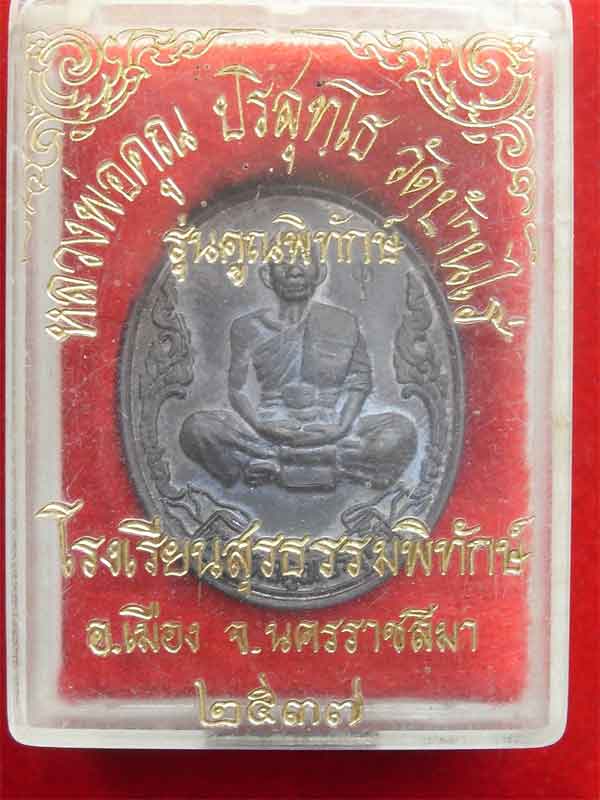 หลวงพ่อคูณ ปริสุทโธ วัดบ้านไร่
รุ่นคูณพิทักษ์
โรงเรียนสุรธรรมพิทักษ์
อ.เมือง จ.นครราชสีมา
๒๕๓๗